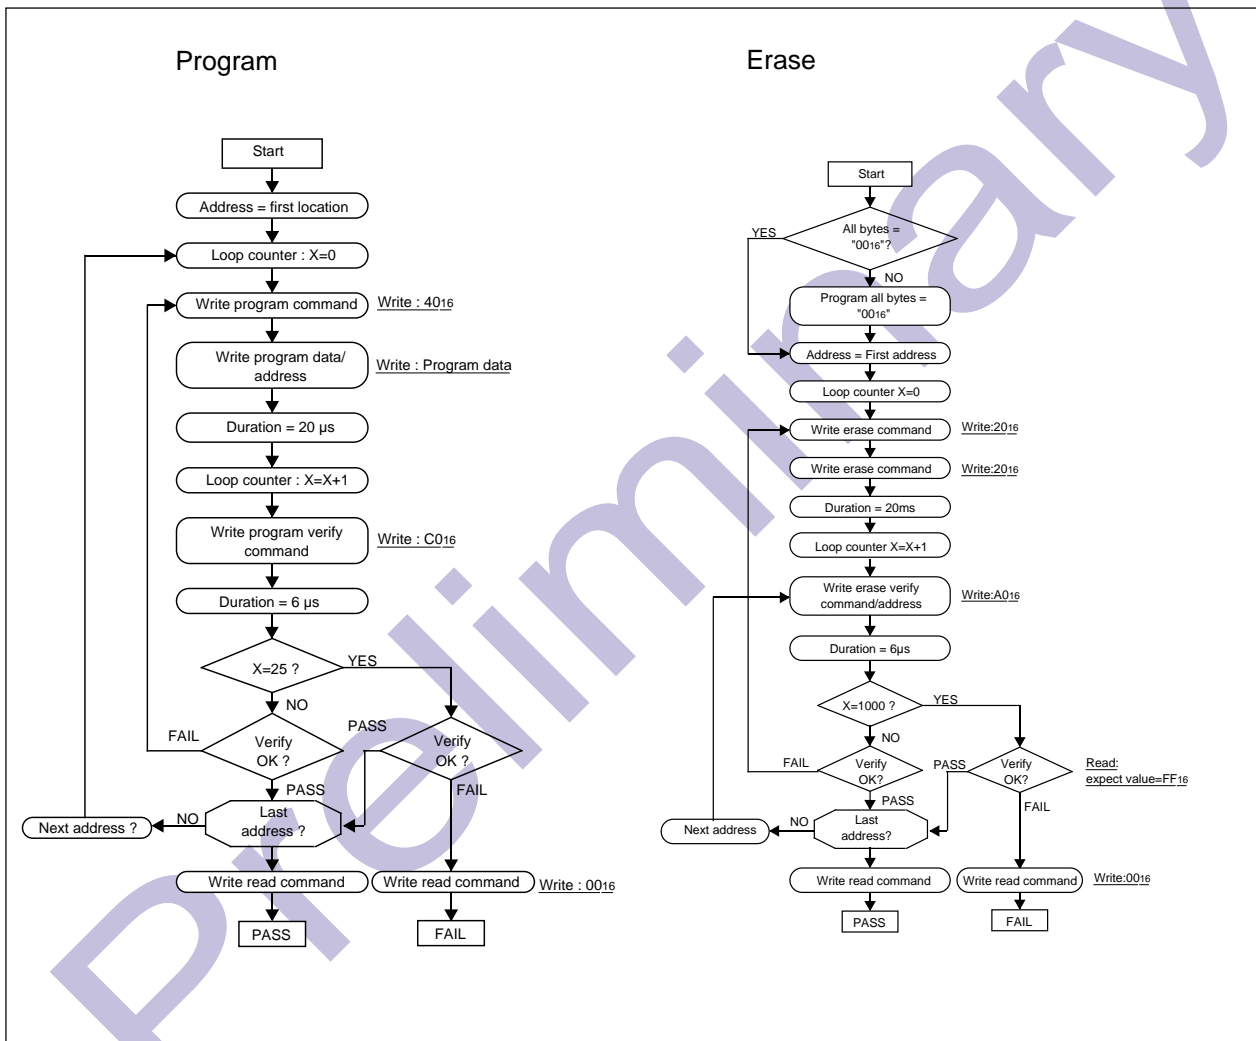 Program
Start
Address = first location
Loop counter : X=0
Write program command
Write : 4016
Write program data/
address
Write : Program data
Duration = 20 µs
Loop counter : X=X+1
Write program verify
command
Write : C016
Duration = 6 µs
X=25 ?
YES
NO
FAIL
Verify
OK ?
PASS
Verify
OK ?
PASS
FAIL
Last
address ?
NO
Next address ?
Write read command
Write read command
Write : 0016
PASS
FAIL
Erase
Start
YES
All bytes =
"0016"?
NO
Program all bytes =
"0016"
Address = First address
Loop counter X=0
Write erase command
Write:2016
Write erase command
Write:2016
Duration = 20ms
Loop counter X=X+1
Write erase verify
command/address
Write:A016
Duration = 6µs
X=1000 ?
YES
NO
FAIL
Verify
OK?
PASS
Verify
OK?
Read:
expect value=FF16
PASS
FAIL
Last
address?
NO
Next address
Write read command
Write read command
Write:0016
PASS
FAIL
Preliminary